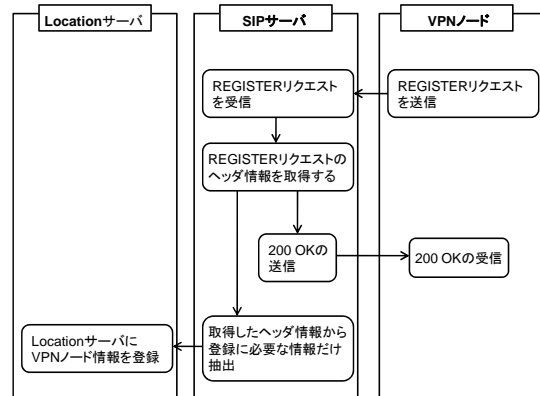 Locationサーバ
SIPサーバ
VPNノード
REGISTERリクエスト
を受信
REGISTERリクエスト
を送信
REGISTERリクエストの
ヘッダ情報を取得する
200 OKの
送信
200 OKの受信
Locationサーバに
VPNノード情報を登録
取得したヘッダ情報から
登録に必要な情報だけ
抽出